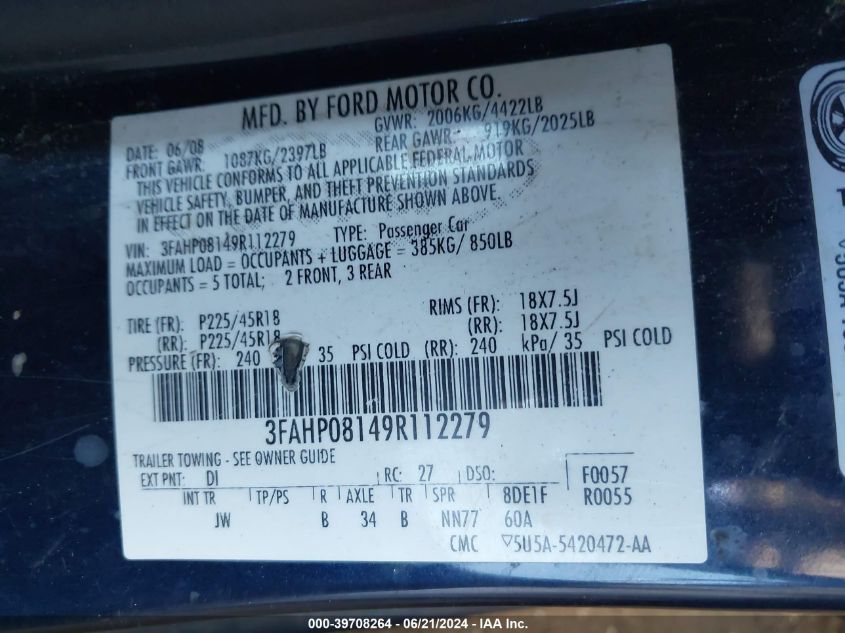 MFD. BY FORD MOTOR CO.
DATE: 06/08 GVWR: 2006KG/4422LB
FRONT GAWR: 1087KG/2397LB REAR GAWR: 919KG/2025LB
THIS VEHICLE CONFORMS TO ALL APPLICABLE FEDERAL MOTOR
VEHICLE SAFETY, BUMPER, AND THEFT PREVENTION STANDARDS
IN EFFECT ON THE DATE OF MANUFACTURE SHOWN ABOVE.
VIN: 3FAHP08149R112279 TYPE: Passenger Car
MAXIMUM LOAD = OCCUPANTS + LUGGAGE = 385KG/ 850LB
OCCUPANTS = 5 TOTAL; 2 FRONT, 3 REAR
TIRE (FR): P225/45R18 RIMS (FR): 18X7.5J
(RR): P225/45R18 (RR): 18X7.5J
PRESSURE (FR): 240 35 PSI COLD (RR): 240 kPa/ 35 PSI COLD
3FAHP08149R112279
TRAILER TOWING - SEE OWNER GUIDE
EXT PNT: DI RC: 27 DSO: F0057
INT TR TP/PS R AXLE TR SPR 8DE1F R0055
JW B 34 B NN77 60A
CMC ▽5U5A-5420472-AA
000-39708264 - 06/21/2024 - IAA Inc.